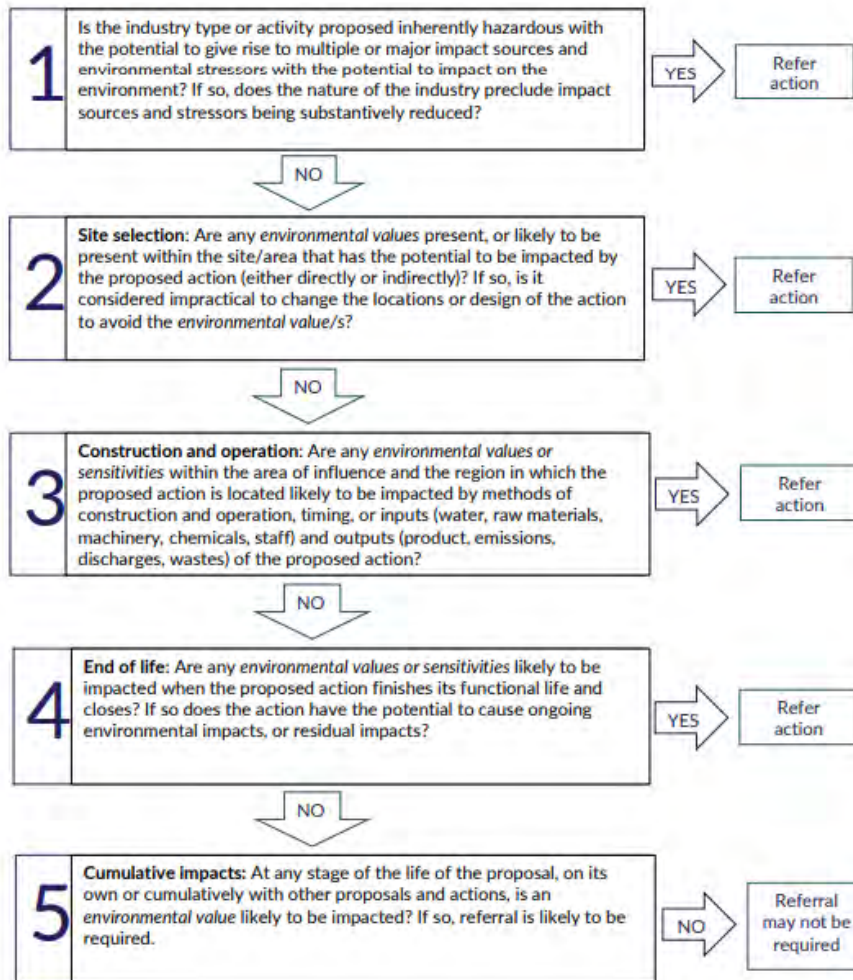 1
Is the industry type or activity proposed inherently hazardous with
the potential to give rise to multiple or major impact sources and
environmental stressors with the potential to impact on the
environment? If so, does the nature of the industry preclude impact
sources and stressors being substantively reduced?
YES
Refer
action
NO
2
Site selection: Are any environmental values present, or likely to be
present within the site/area that has the potential to be impacted by
the proposed action (either directly or indirectly)? If so, is it
considered impractical to change the locations or design of the action
to avoid the environmental value/s?
YES
Refer
action
NO
3
Construction and operation: Are any environmental values or
sensitivities within the area of influence and the region in which the
proposed action is located likely to be impacted by methods of
construction and operation, timing, or inputs (water, raw materials,
machinery, chemicals, staff) and outputs (product, emissions,
discharges, wastes) of the proposed action?
YES
Refer
action
NO
4
End of life: Are any environmental values or sensitivities likely to be
impacted when the proposed action finishes its functional life and
closes? If so does the action have the potential to cause ongoing
environmental impacts, or residual impacts?
YES
Refer
action
NO
5
Cumulative impacts: At any stage of the life of the proposal, on its
own or cumulatively with other proposals and actions, is an
environmental value likely to be impacted? If so, referral is likely to be
required.
NO
Referral
may not be
required